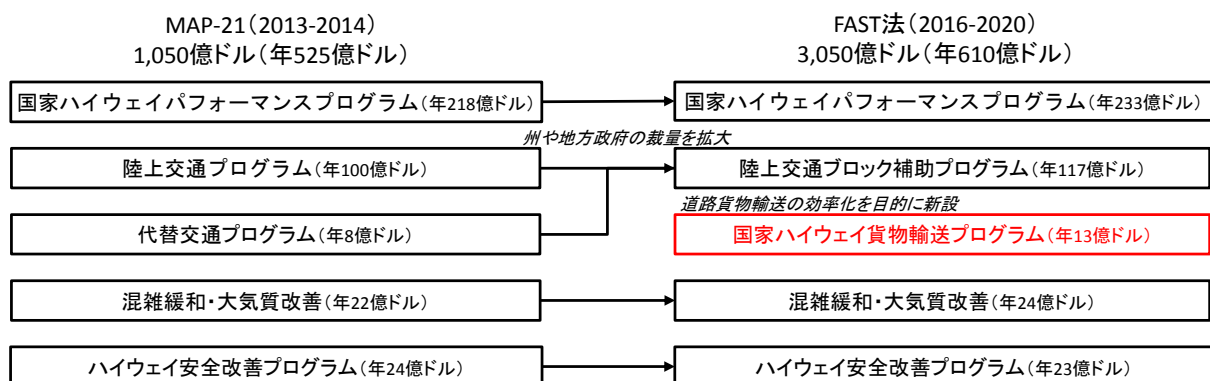 MAP-21(2013-2014)
1,050億ドル(年525億ドル)
FAST法(2016-2020)
3,050億ドル(年610億ドル)
国家ハイウェイパフォーマンスプログラム(年218億ドル)
国家ハイウェイパフォーマンスプログラム(年233億ドル)
州や地方政府の裁量を拡大
陸上交通プログラム(年100億ドル)
陸上交通ブロック補助プログラム(年117億ドル)
道路貨物輸送の効率化を目的に新設
代替交通プログラム(年8億ドル)
国家ハイウェイ貨物輸送プログラム(年13億ドル)
混雑緩和・大気質改善(年22億ドル)
混雑緩和・大気質改善(年24億ドル)
ハイウェイ安全改善プログラム(年24億ドル)
ハイウェイ安全改善プログラム(年23億ドル)